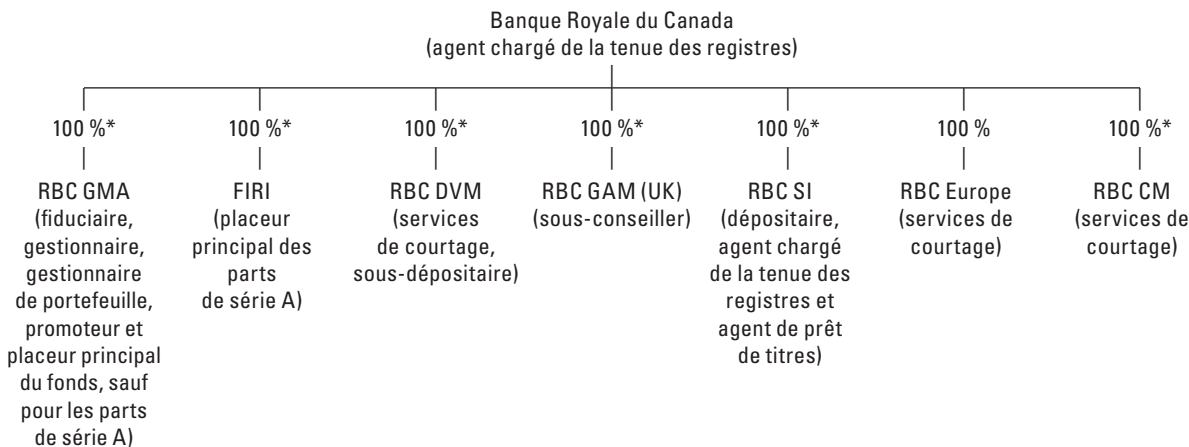 Banque Royale du Canada
(agent chargé de la tenue des registres)
100 %*
100 %*
100 %*
100 %*
100 %*
100 %
100 %*
RBC GMA
(fiduciaire,
gestionnaire,
gestionnaire
de portefeuille,
promoteur et
placeur principal
du fonds, sauf
pour les parts
de série A)
FIRI
(placeur
principal des
parts
de série A)
RBC DVM
(services
de courtage,
sous-dépositaire)
RBC GAM (UK)
(sous-conseiller)
RBC SI
(dépositaire,
agent chargé
de la tenue des
registres et
agent de prêt
de titres)
RBC Europe
(services de
courtage)
RBC CM
(services de
courtage)